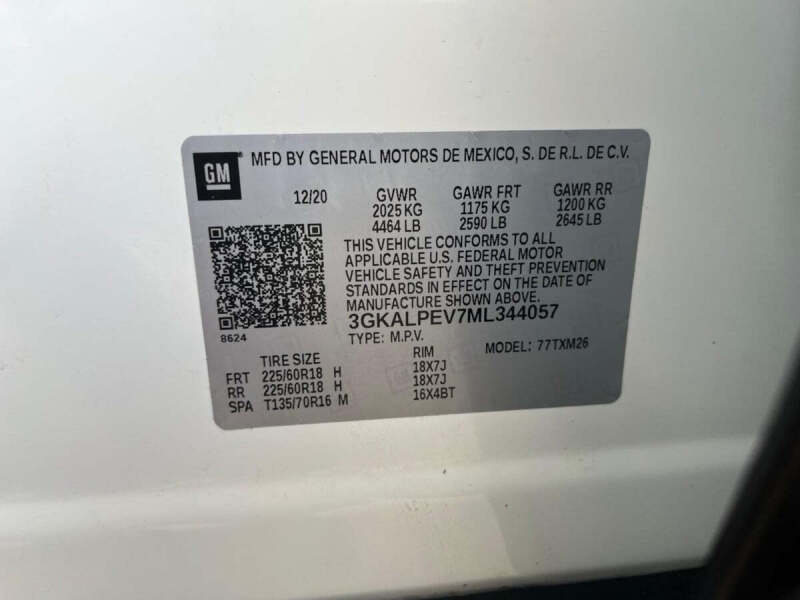 GM
MFD BY GENERAL MOTORS DE MEXICO, S. DE R.L. DE C.V.
12/20 GVWR GAWR FRT GAWR RR
2025 KG 1175 KG 1200 KG
4464 LB 2590 LB 2645 LB
THIS VEHICLE CONFORMS TO ALL
APPLICABLE U.S. FEDERAL MOTOR
VEHICLE SAFETY AND THEFT PREVENTION
STANDARDS IN EFFECT ON THE DATE OF
MANUFACTURE SHOWN ABOVE.
8624
3GKALPEV7ML344057
TYPE: M.P.V. MODEL: 77TXM26
TIRE SIZE RIM
FRT 225/60R18 H 18X7J
RR 225/60R18 H 18X7J
SPA T135/70R16 M 16X4BT